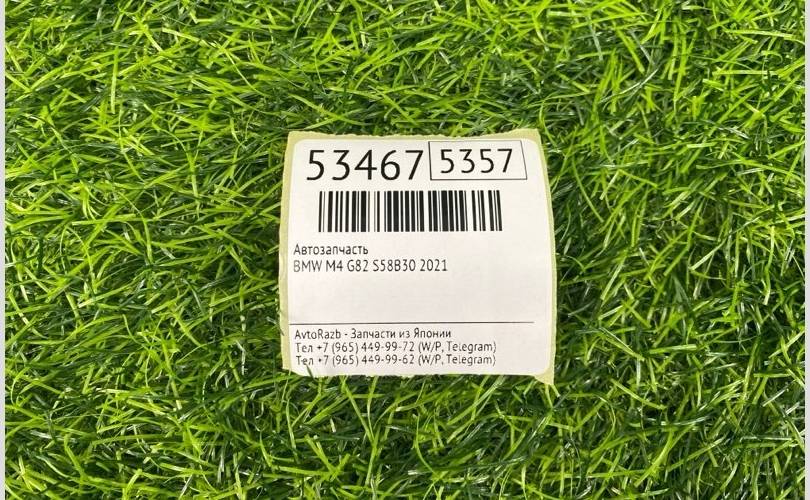 53467 5357
Автозапчасть
BMW M4 G82 S58B30 2021
AvtoRazb - Запчасти из Японии
Тел +7 (965) 449-99-72 (W/P, Telegram)
Тел +7 (965) 449-99-62 (W/P, Telegram)